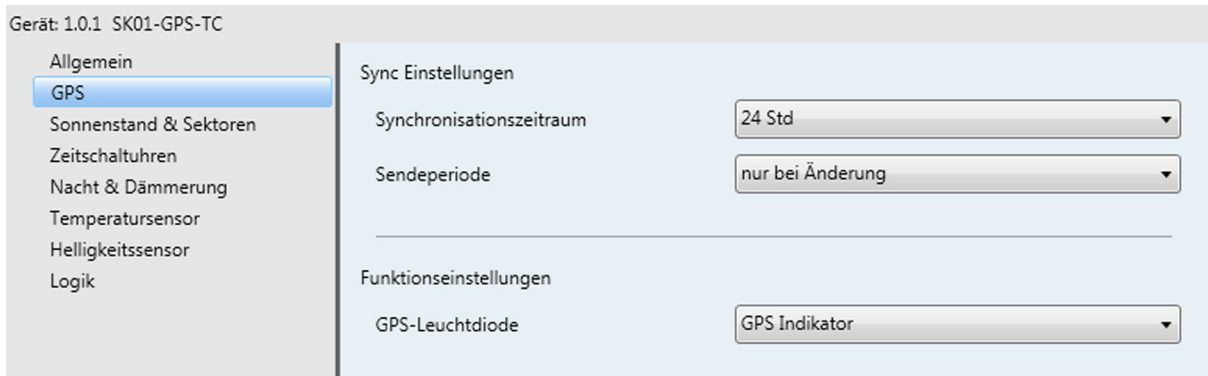 Gerät: 1.0.1 SK01-GPS-TC
Allgemein
GPS
Sonnenstand & Sektoren
Zeitschaltuhren
Nacht & Dämmerung
Temperatursensor
Helligkeitssensor
Logik
Sync Einstellungen
Synchronisationszeitraum
24 Std
Sendeperiode
nur bei Änderung
Funktionseinstellungen
GPS-Leuchtdiode
GPS Indikator